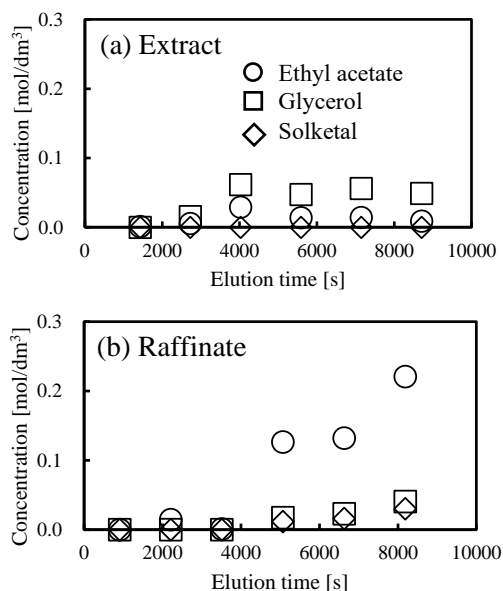 (a) Extract
Ethyl acetate
Glycerol
Solketal
Concentration [mol/dm³]
0.3
0.2
0.1
0.0
0 2000 4000 6000 8000 10000
Elution time [s]
(b) Raffinate
Concentration [mol/dm³]
0.3
0.2
0.1
0.0
0 2000 4000 6000 8000 10000
Elution time [s]